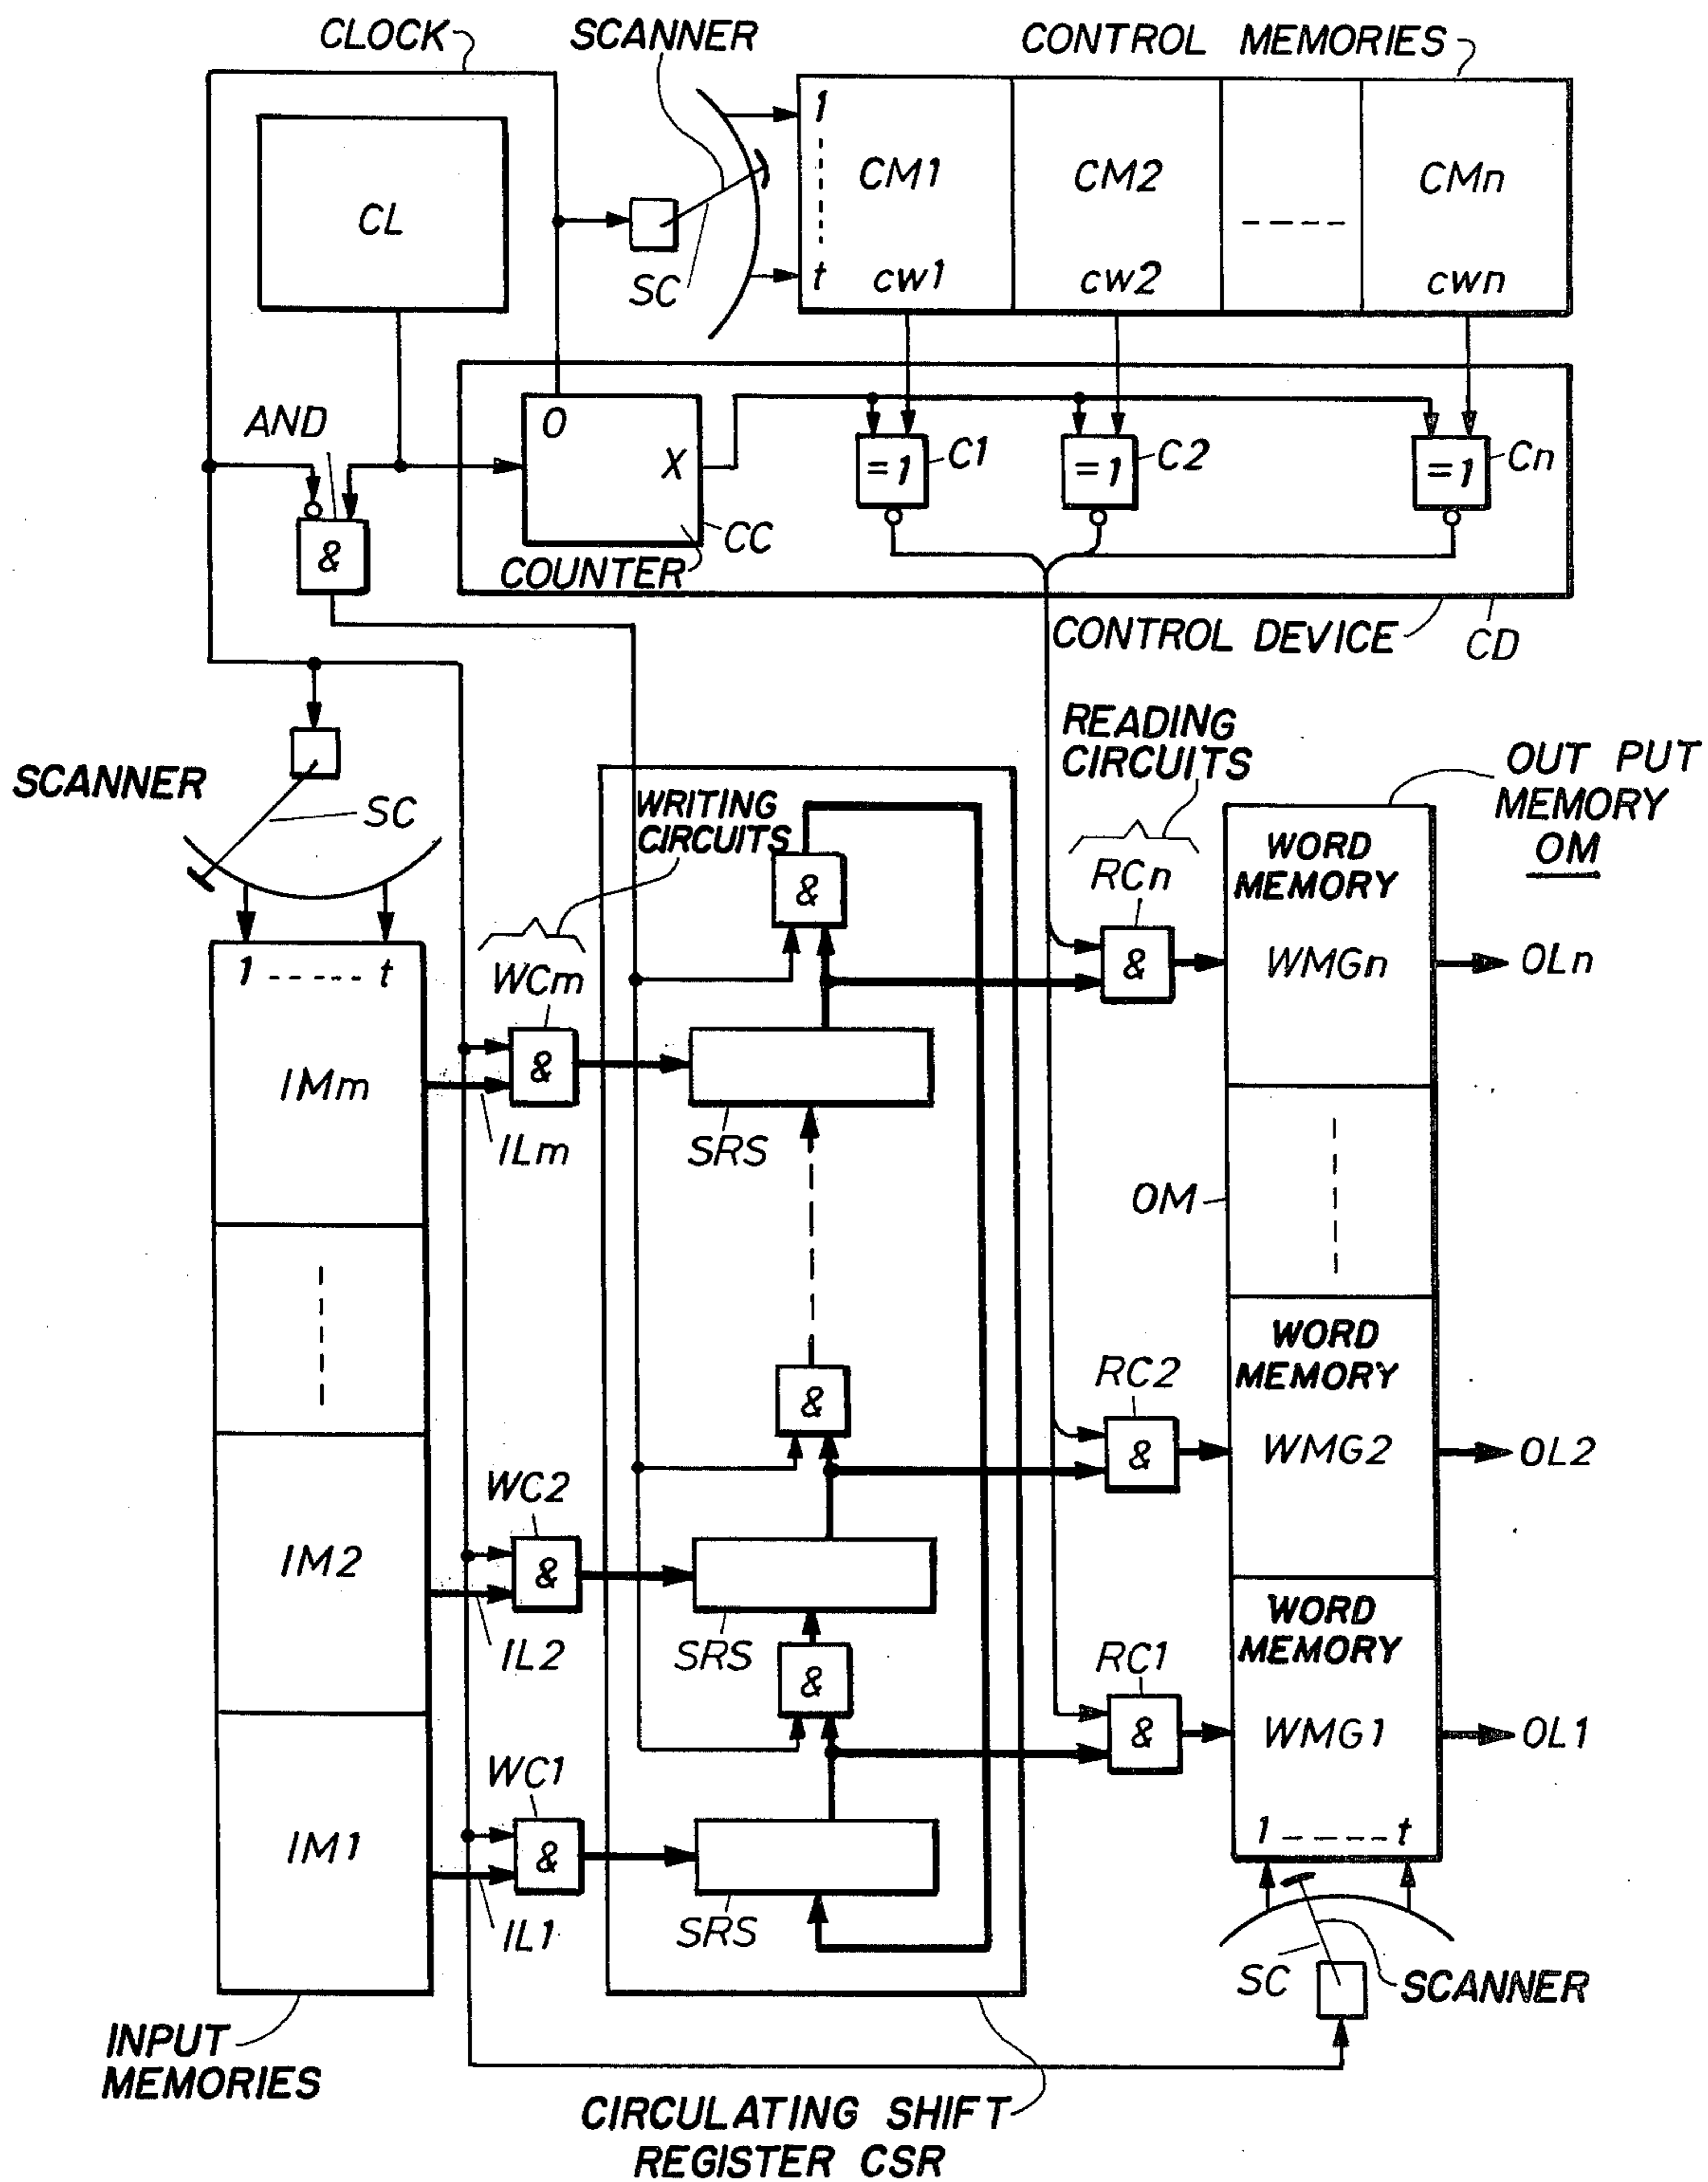 CLOCK
SCANNER
CONTROL MEMORIES
CL
SC
1
t
CM1
CM2
CMn
cw1
cw2
cwn
AND
O
X
CC
COUNTER
&
=1
C1
=1
C2
=1
Cn
CONTROL DEVICE
CD
SCANNER
SC
WRITING
CIRCUITS
READING
CIRCUITS
OUT PUT
MEMORY
OM
1 t
IMm
WCm
&
ILm
&
SRS
RCn
&
WORD
MEMORY
WMGn
OLn
OM
IM2
WC2
&
IL2
&
SRS
RC2
&
WORD
MEMORY
WMG2
OL2
IM1
WC1
&
IL1
&
SRS
RC1
&
WORD
MEMORY
WMG1
OL1
1 t
SC
SCANNER
INPUT
MEMORIES
CIRCULATING SHIFT
REGISTER CSR